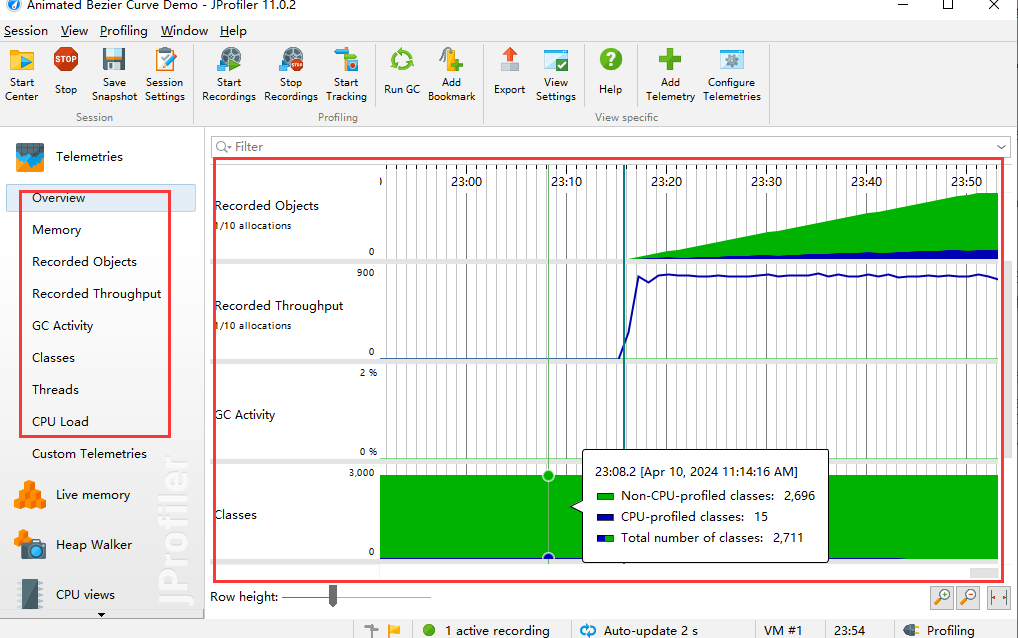 Animated Bezier Curve Demo - JProfiler 11.0.2
Session View Profiling Window Help
Start Center
Stop
Save Snapshot
Session Settings
Start Recordings
Stop Recordings
Start Tracking
Run GC
Add Bookmark
Export
View Settings
Help
Add Telemetry
Configure Telemetries
Session
Profiling
View specific
Telemetries
Overview
Memory
Recorded Objects
Recorded Throughput
GC Activity
Classes
Threads
CPU Load
Custom Telemetries
Live memory
Heap Walker
CPU views
JProfiler
Filter
23:00 23:10 23:20 23:30 23:40 23:50
Recorded Objects
1/10 allocations
0
900
Recorded Throughput
1/10 allocations
0
2 %
GC Activity
0 %
3,000
Classes
0
23:08.2 [Apr 10, 2024 11:14:16 AM]
Non-CPU-profiled classes: 2,696
CPU-profiled classes: 15
Total number of classes: 2,711
Row height:
1 active recording
Auto-update 2 s
VM #1
23:54
Profiling